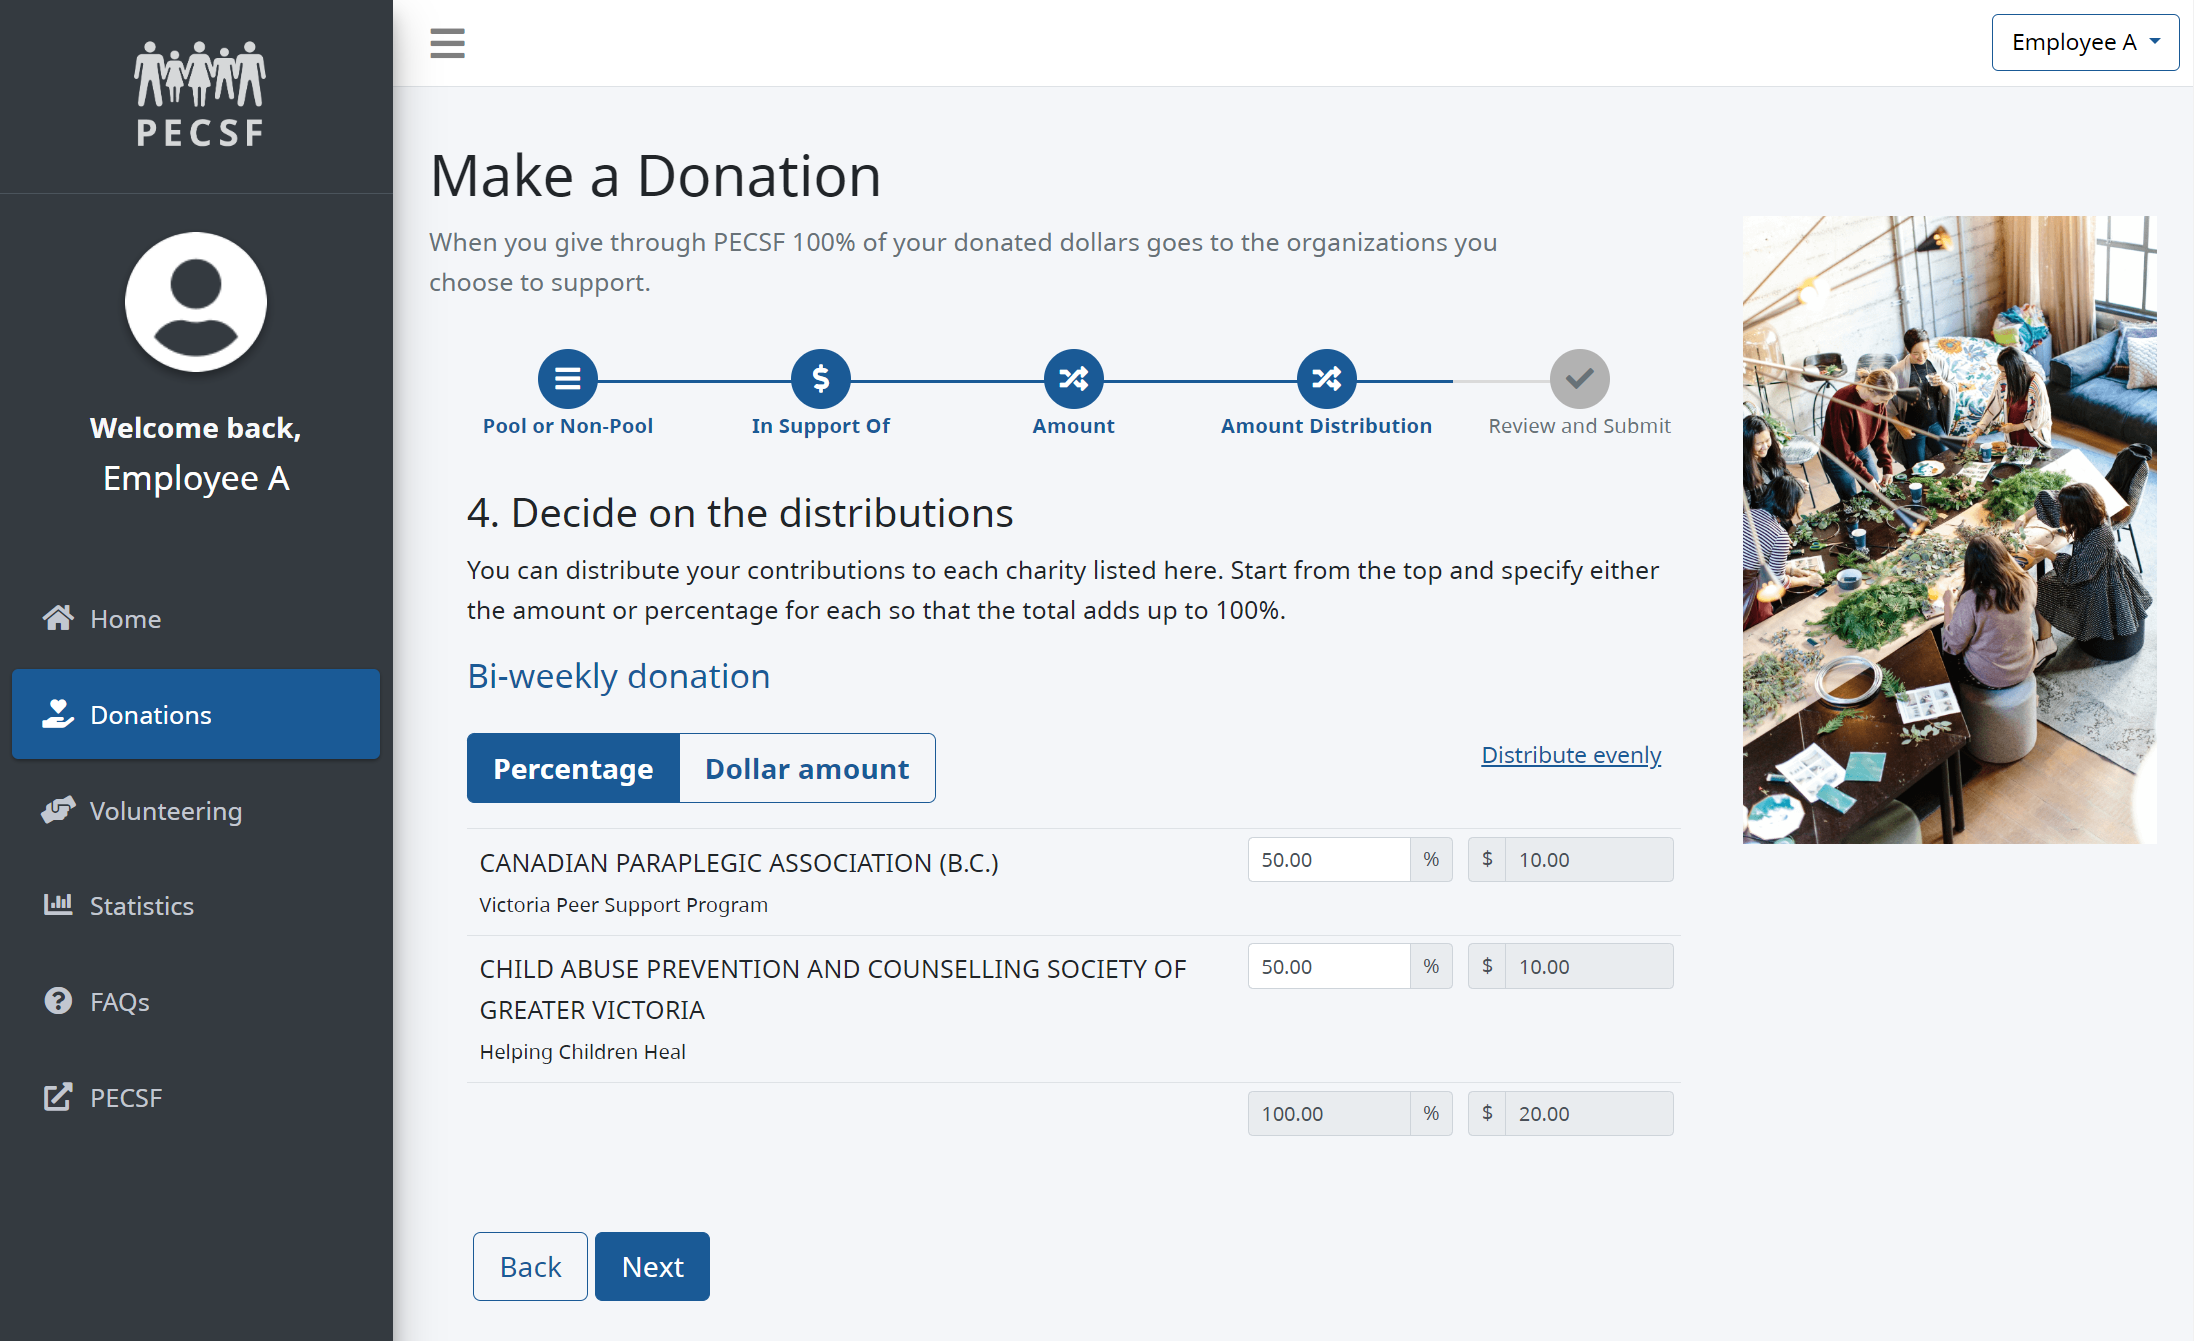 PECSF
Welcome back,
Employee A
Home
Donations
Volunteering
Statistics
FAQs
PECSF
Employee A
Make a Donation
When you give through PECSF 100% of your donated dollars goes to the organizations you
choose to support.
Pool or Non-Pool
In Support Of
Amount
Amount Distribution
Review and Submit
4. Decide on the distributions
You can distribute your contributions to each charity listed here. Start from the top and specify either
the amount or percentage for each so that the total adds up to 100%.
Bi-weekly donation
Percentage
Dollar amount
Distribute evenly
CANADIAN PARAPLEGIC ASSOCIATION (B.C.)
50.00 % $ 10.00
Victoria Peer Support Program
CHILD ABUSE PREVENTION AND COUNSELLING SOCIETY OF
GREATER VICTORIA
50.00 % $ 10.00
Helping Children Heal
100.00 % $ 20.00
Back
Next